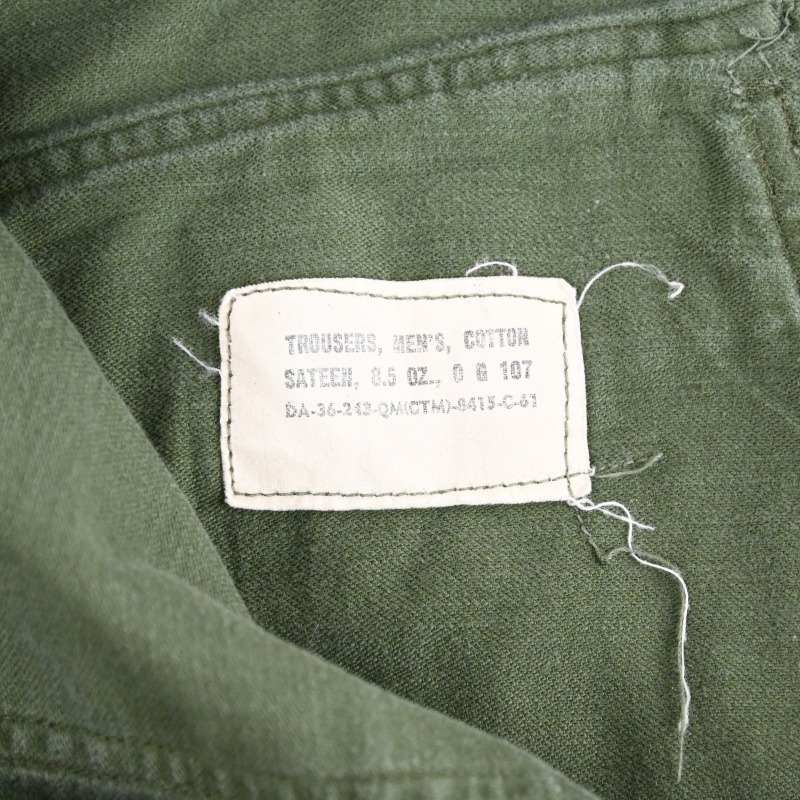 TROUSERS, MEN'S, COTTON
SATEEN, 8.5 OZ., O G 107
DA-36-243-QM(CTM)-8415-C-61